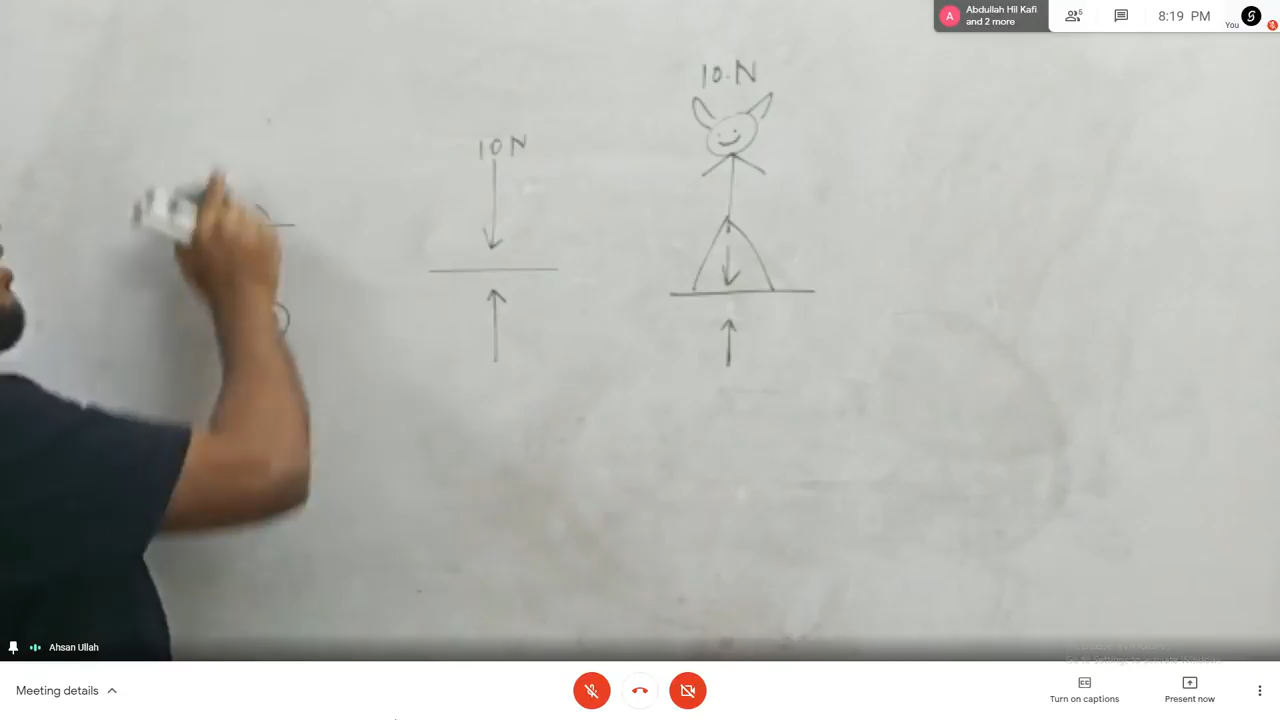 Abdullah Hil Kafi
and 2 more
5
8:19 PM
You
10 N
10 N
Ahsan Ullah
Meeting details
Turn on captions
Present now